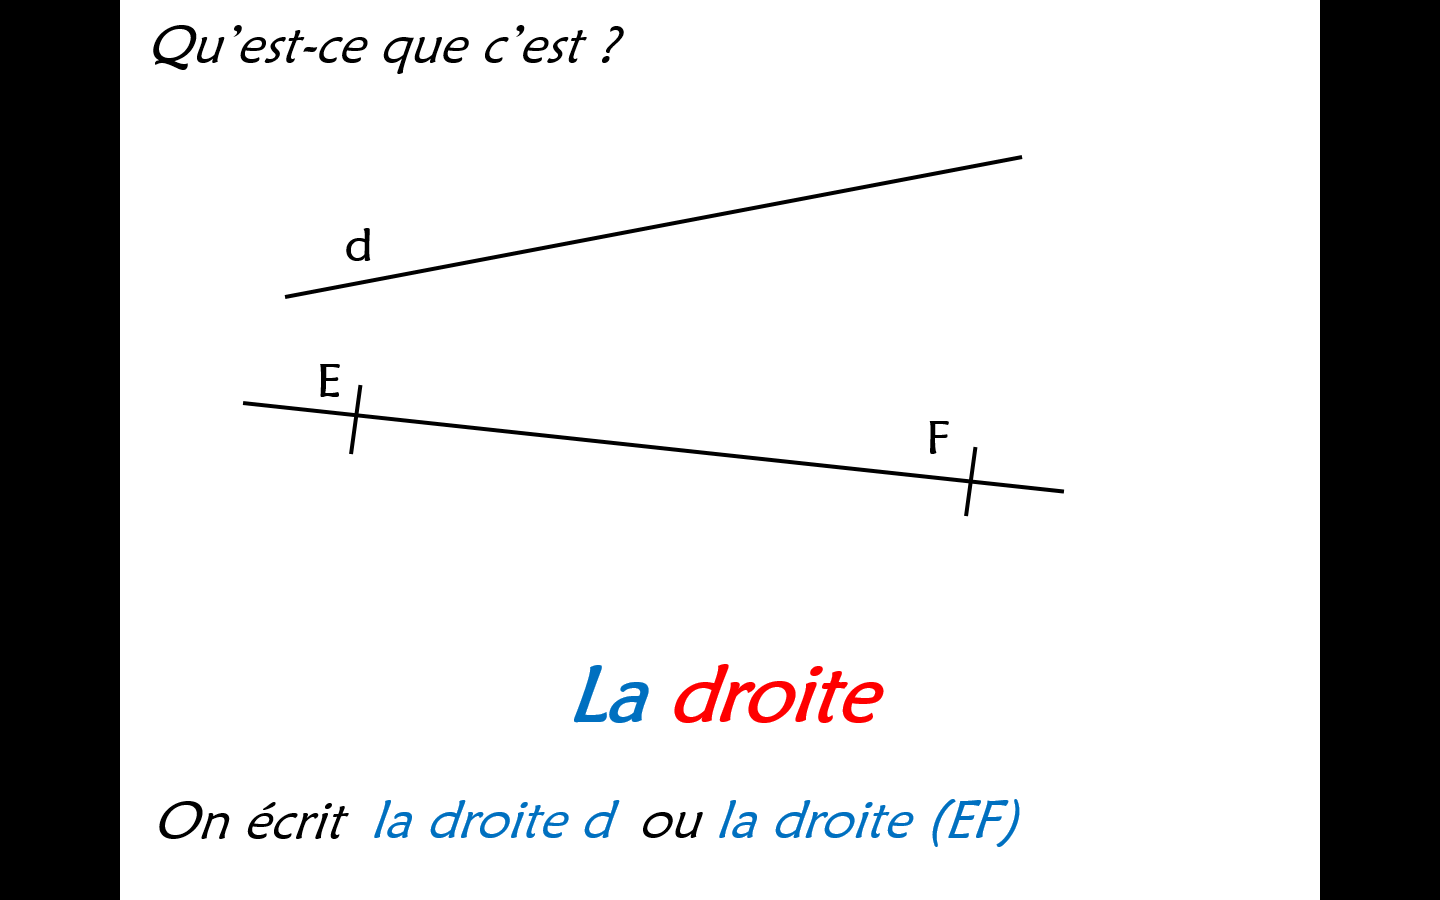 Qu’est-ce que c’est ?
d
E
F
La droite
On écrit la droite d ou la droite (EF)